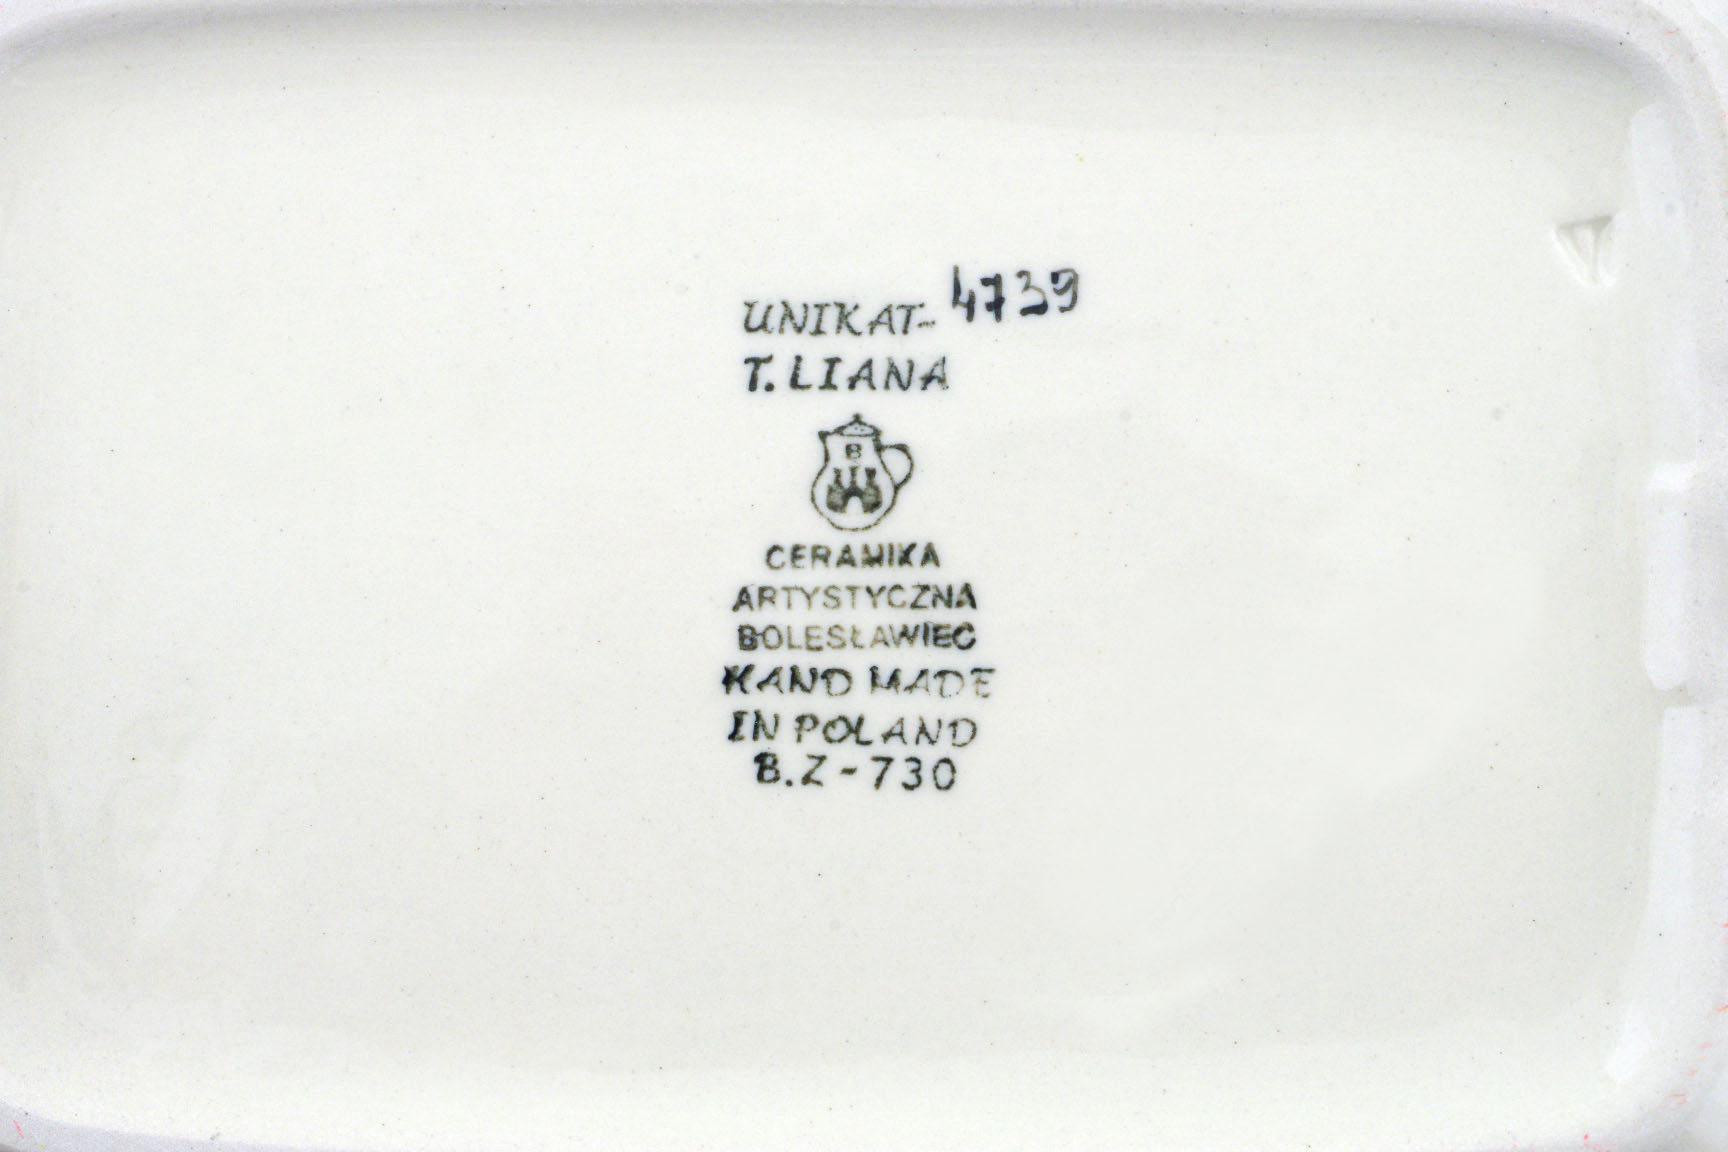 UNIKAT- 4739
T. LIANA
B
CERAMIKA
ARTYSTYCZNA
BOLESŁAWIEC
HAND MADE
IN POLAND
B.Z-730